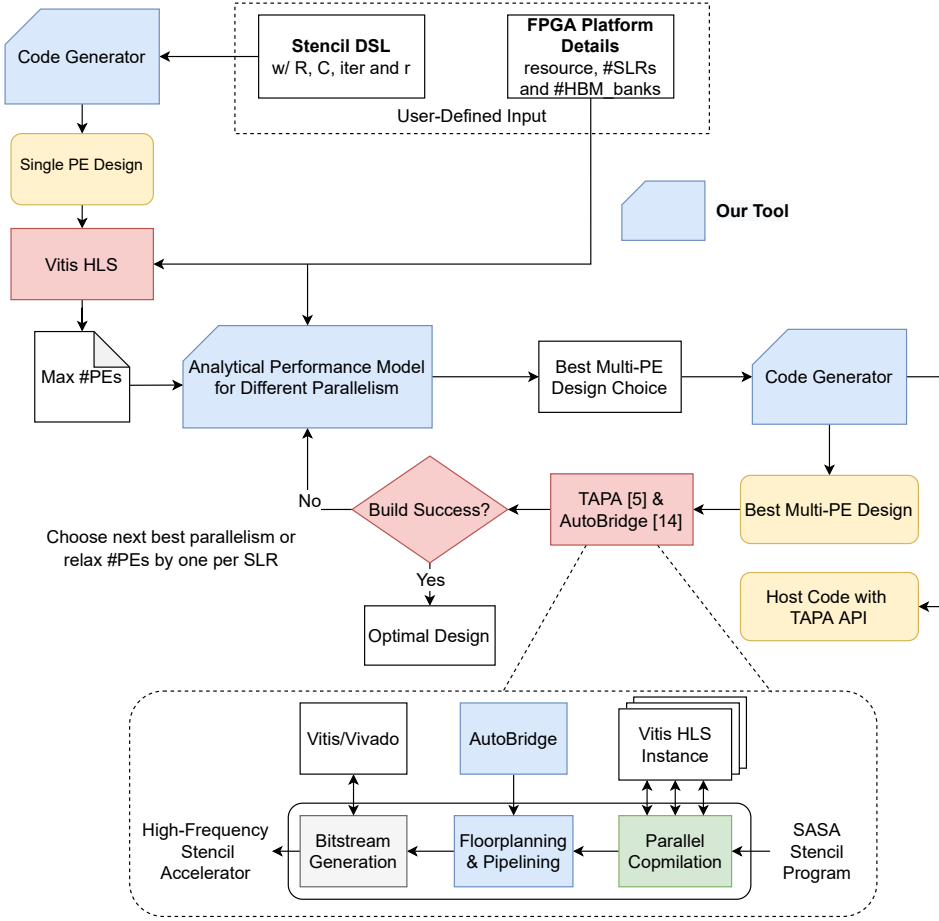 Code Generator
Stencil DSL
w/ R, C, iter and r
FPGA Platform
Details
resource, #SLRs
and #HBM_banks
User-Defined Input
Single PE Design
Our Tool
Vitis HLS
Max #PEs
Analytical Performance Model
for Different Parallelism
Best Multi-PE
Design Choice
Code Generator
No
Build Success?
TAPA [5] &
AutoBridge [14]
Best Multi-PE Design
Choose next best parallelism or
relax #PEs by one per SLR
Yes
Optimal Design
Host Code with
TAPA API
Vitis/Vivado
AutoBridge
Vitis HLS
Instance
High-Frequency
Stencil
Accelerator
Bitstream
Generation
Floorplanning
& Pipelining
Parallel
Copmilation
SASA
Stencil
Program